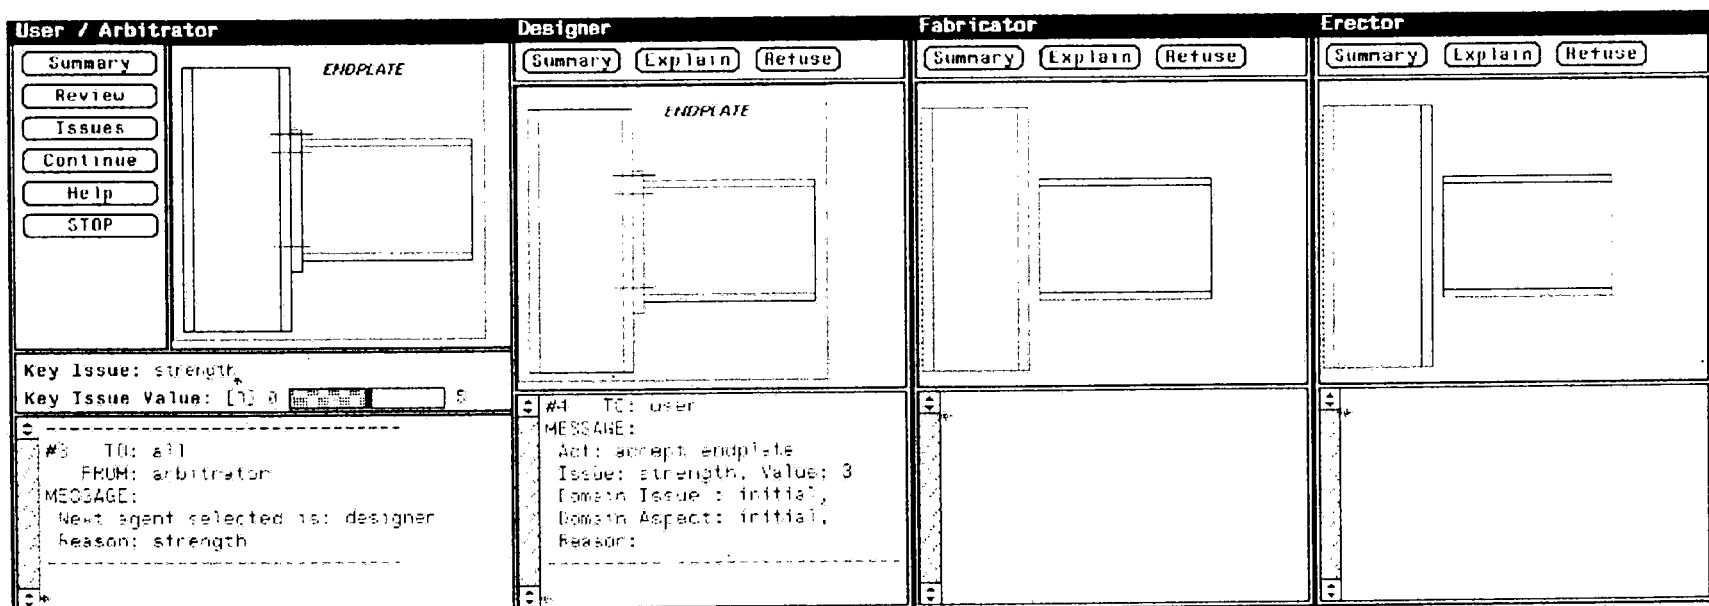 User / Arbitrator
Summary
Review
Issues
Continue
Help
STOP
ENDPLATE
Key Issue: strength
Key Issue Value: [3] 0 5
#3 TO: all
FROM: arbitrator
MESSAGE:
Next agent selected is: designer
Reason: strength
Designer
Summary Explain Refuse
ENDPLATE
#4 TO: user
MESSAGE:
Act: accept endplate
Issue: strength, Value: 3
Domain Issue : initial,
Domain Aspect: initial,
Reason:
Fabricator
Summary Explain Refuse
Erector
Summary Explain Refuse